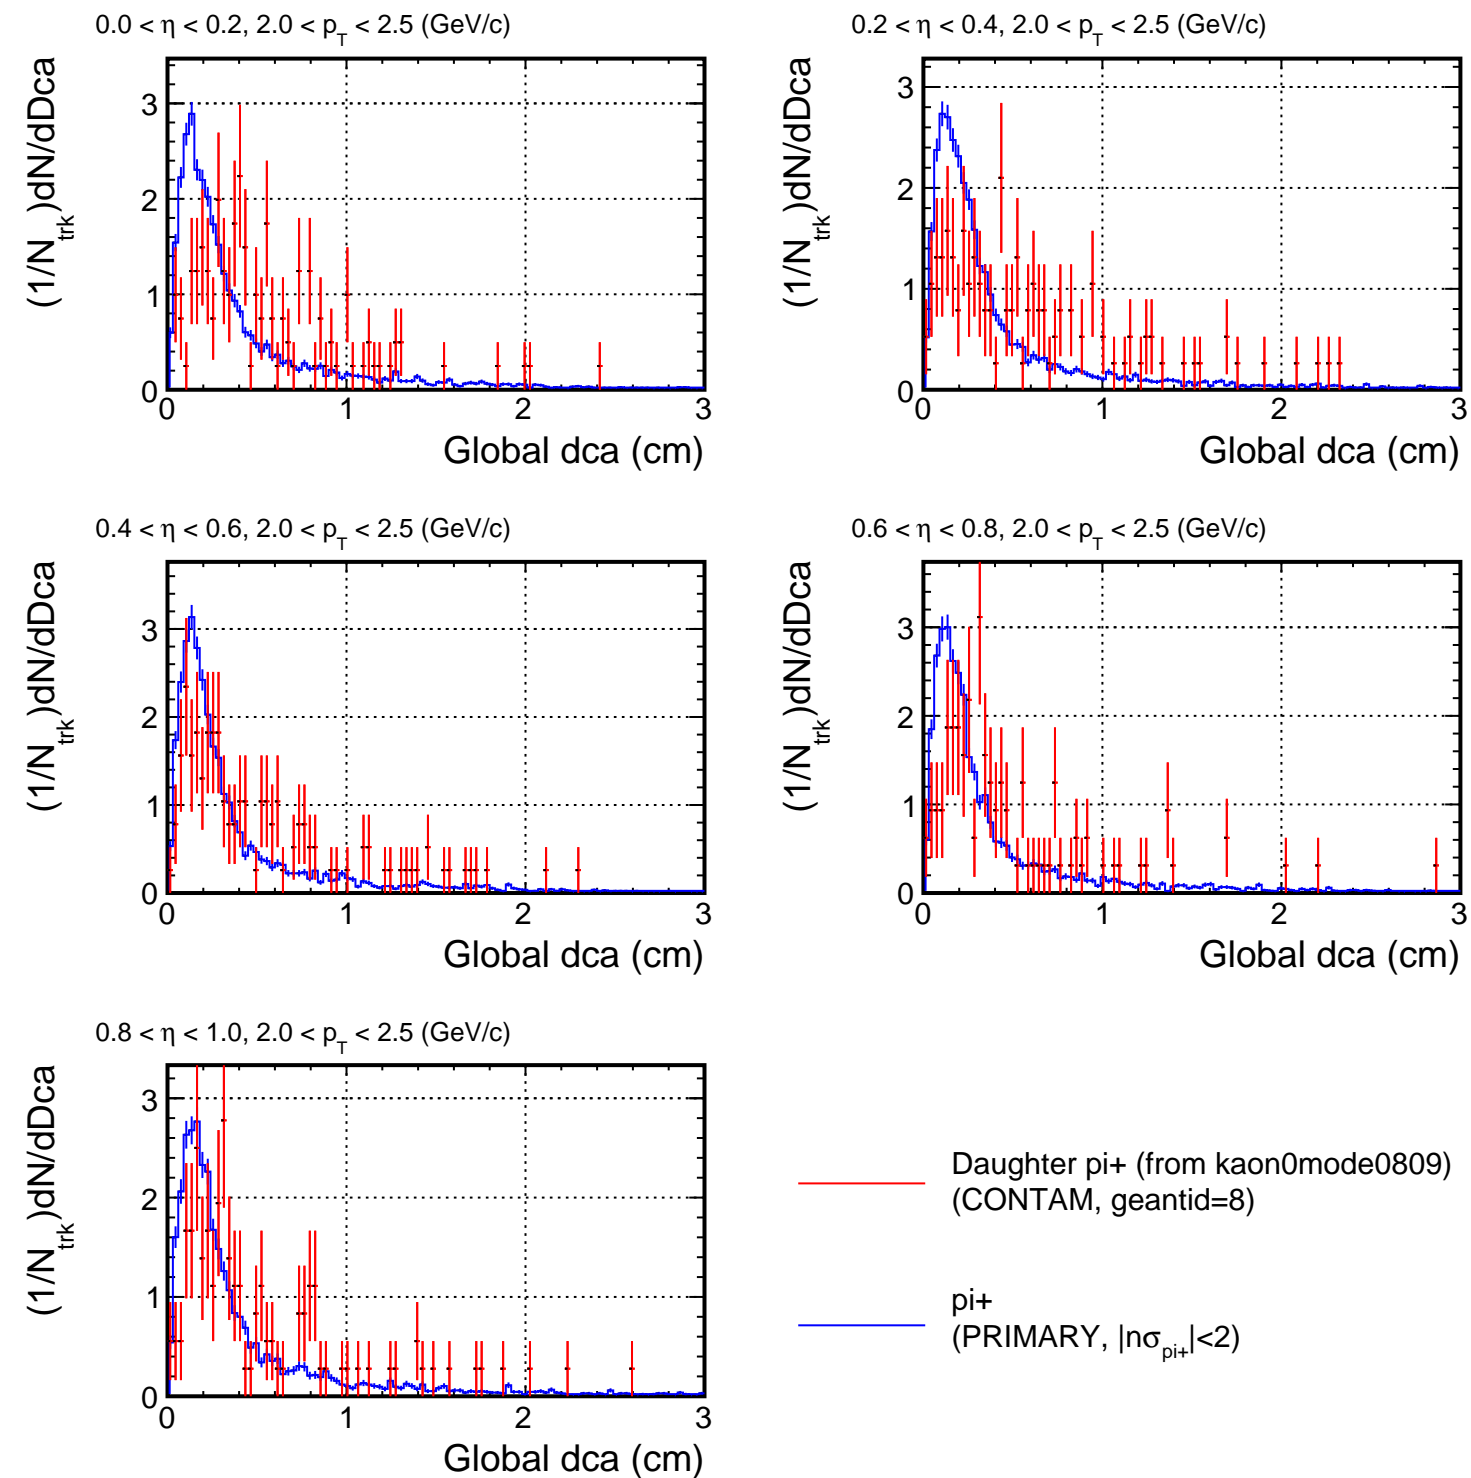 0.0 < η < 0.2, 2.0 < p_T < 2.5 (GeV/c)
(1/N_trk)dN/dDca
3
2
1
0
0 1 2 3
Global dca (cm)
0.2 < η < 0.4, 2.0 < p_T < 2.5 (GeV/c)
(1/N_trk)dN/dDca
3
2
1
0
0 1 2 3
Global dca (cm)
0.4 < η < 0.6, 2.0 < p_T < 2.5 (GeV/c)
(1/N_trk)dN/dDca
3
2
1
0
0 1 2 3
Global dca (cm)
0.6 < η < 0.8, 2.0 < p_T < 2.5 (GeV/c)
(1/N_trk)dN/dDca
3
2
1
0
0 1 2 3
Global dca (cm)
0.8 < η < 1.0, 2.0 < p_T < 2.5 (GeV/c)
(1/N_trk)dN/dDca
3
2
1
0
0 1 2 3
Global dca (cm)
Daughter pi+ (from kaon0mode0809)
(CONTAM, geantid=8)
pi+
(PRIMARY, |nσ_pi+|<2)